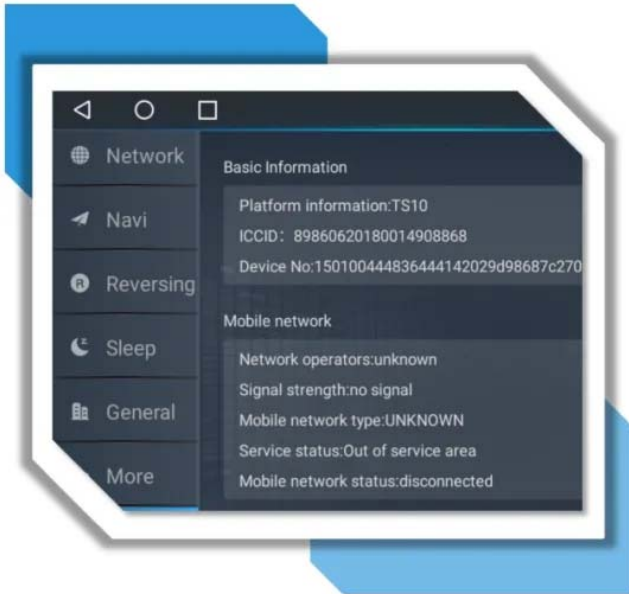 Network
Navi
Reversing
Sleep
General
More
Basic Information
Platform information:TS10
ICCID: 89860620180014908868
Device No:150100444836444142029d98687c270
Mobile network
Network operators:unknown
Signal strength:no signal
Mobile network type:UNKNOWN
Service status:Out of service area
Mobile network status:disconnected